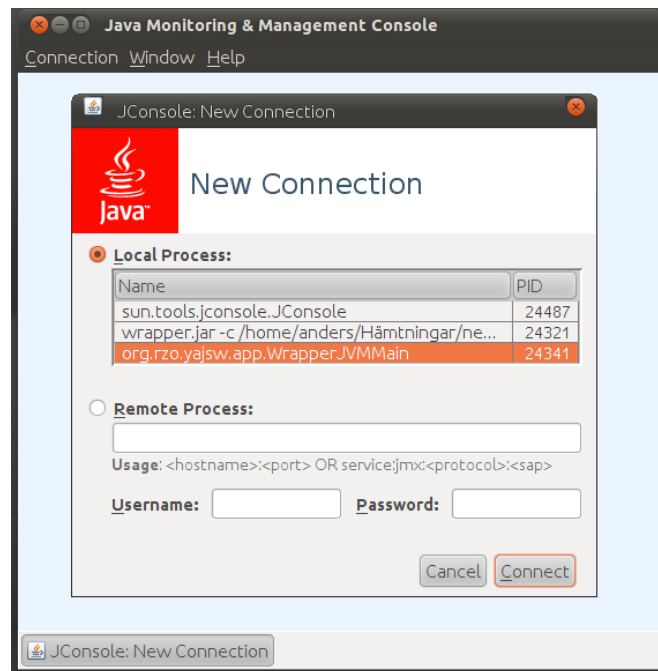 Java Monitoring & Management Console
Connection Window Help
JConsole: New Connection
Java™
New Connection
Local Process:
Name PID
sun.tools.jconsole.JConsole 24487
wrapper.jar -c /home/anders/Hämtningar/ne... 24321
org.rzo.yajsw.app.WrapperJVMMain 24341
Remote Process:
Usage: <hostname>:<port> OR service:jmx:<protocol>:<sap>
Username: Password:
Cancel Connect
JConsole: New Connection